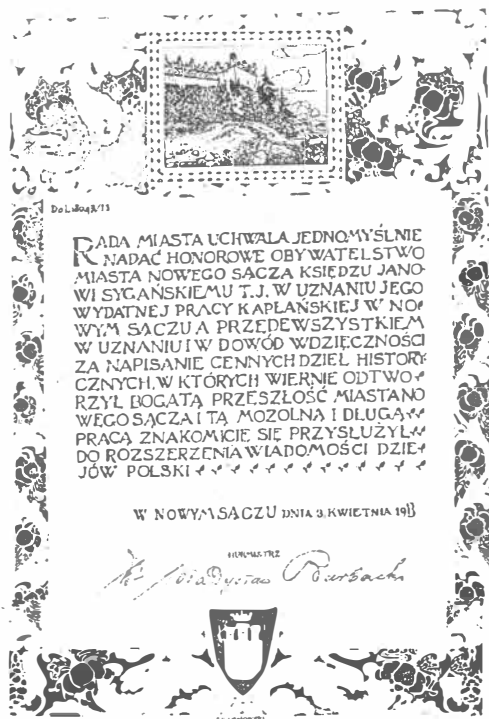 RADA MIASTA UCHWALA JEDNOMYŚLNIE
NADAĆ HONOROWE OBYWATELSTWO
MIASTA NOWEGO SĄCZA KSIĘDZU JANO-
WI SYGAŃSKIEMU T.J. W UZNANIU JEGO
WYDATNEJ PRACY KAPŁAŃSKIEJ W NO-
WYM SĄCZU A PRZEDEWSZYSTKIEM
W UZNANIU I W DOWÓD WDZIĘCZNOŚCI
ZA NAPISANIE CENNYCH DZIEŁ HISTORY-
CZNYCH, W KTÓRYCH WIERNIE ODTWO-
RZYŁ BOGATĄ PRZESZŁOŚĆ MIASTA NO
WEGO SĄCZA I TĄ MOZOLNĄ I DŁUGĄ
PRACĄ ZNAKOMICIE SIĘ PRZYSŁUŻYŁ
DO ROZSZERZENIA WIADOMOŚCI DZIE-
JÓW POLSKI
W NOWYM SĄCZU DNIA 3. KWIETNIA 1913
BURMISTRZ
Władysław Barbacki